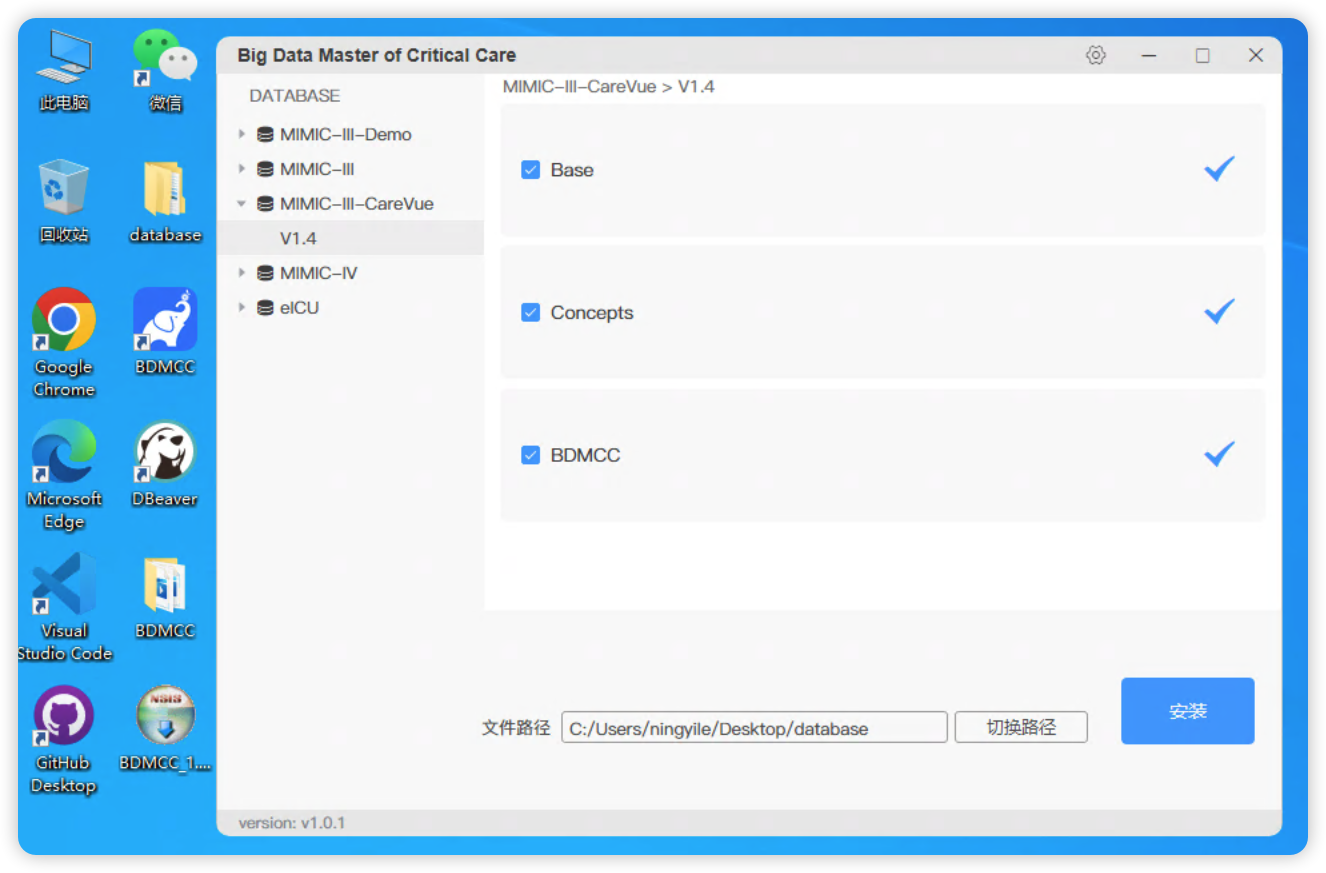 此电脑
微信
回收站
database
Google
Chrome
BDMCC
Microsoft
Edge
DBeaver
Visual
Studio Code
BDMCC
GitHub
Desktop
NSIS
BDMCC_1....
Big Data Master of Critical Care
DATABASE
MIMIC-III-Demo
MIMIC-III
MIMIC-III-CareVue
V1.4
MIMIC-IV
eICU
MIMIC-III-CareVue > V1.4
Base
Concepts
BDMCC
文件路径 C:/Users/ningyile/Desktop/database 切换路径 安装
version: v1.0.1